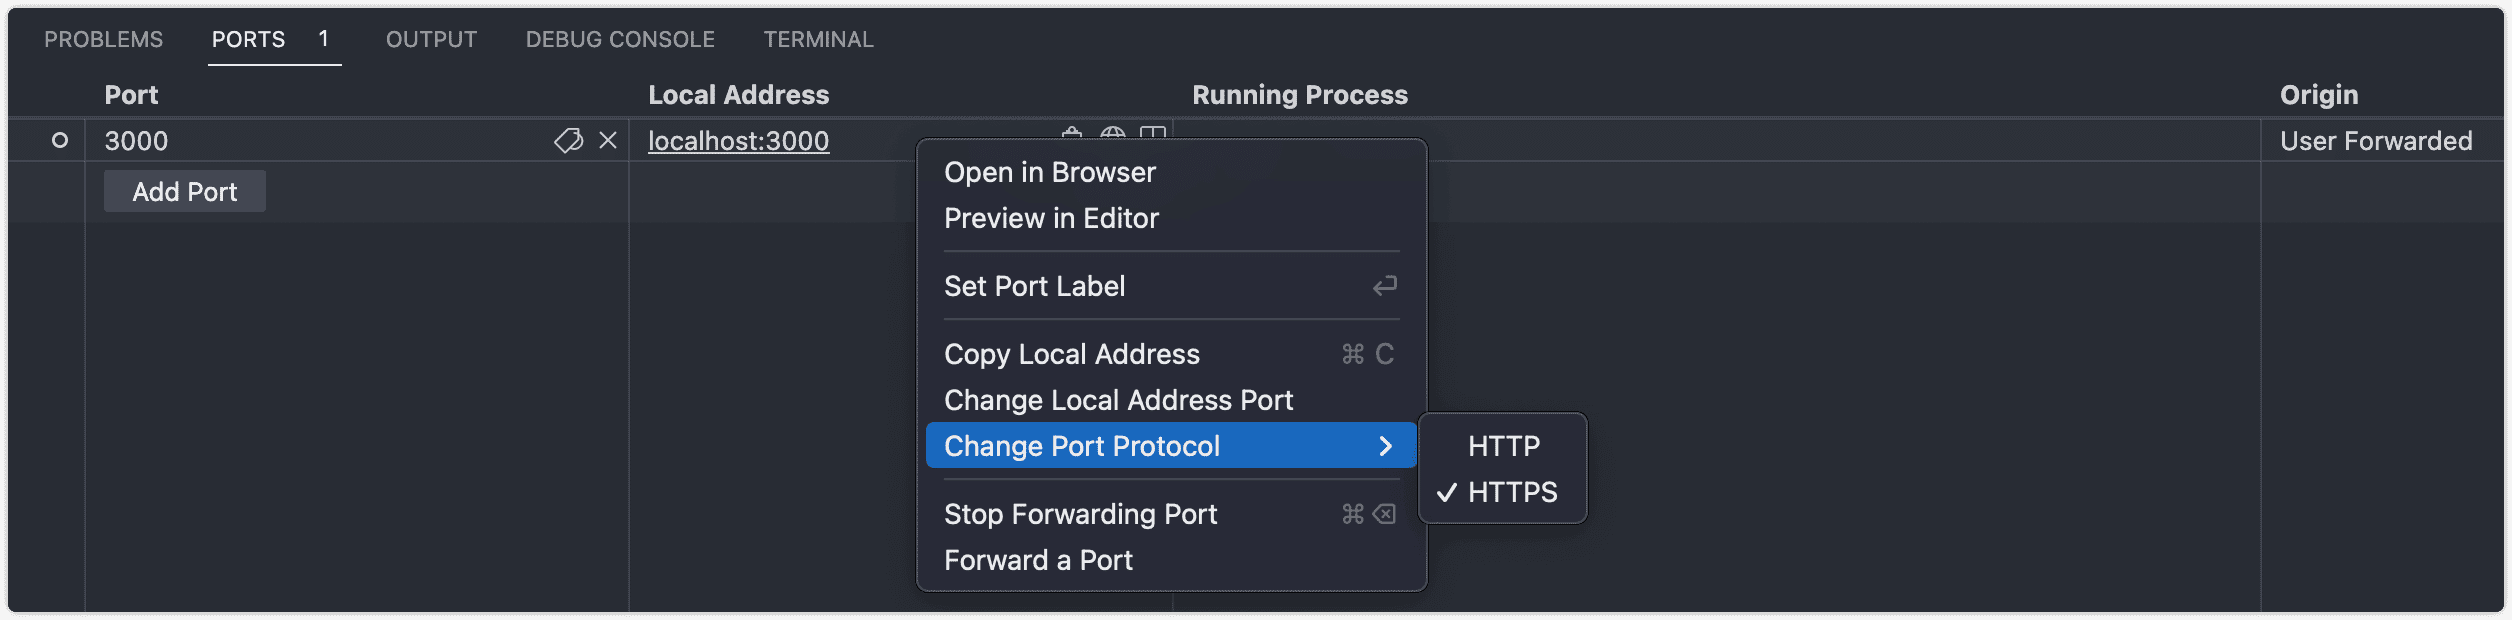 PROBLEMS PORTS 1 OUTPUT DEBUG CONSOLE TERMINAL
Port Local Address Running Process Origin
3000 localhost:3000 User Forwarded
Add Port
Open in Browser
Preview in Editor
Set Port Label
Copy Local Address ⌘ C
Change Local Address Port
Change Port Protocol
HTTP
HTTPS
Stop Forwarding Port ⌘
Forward a Port